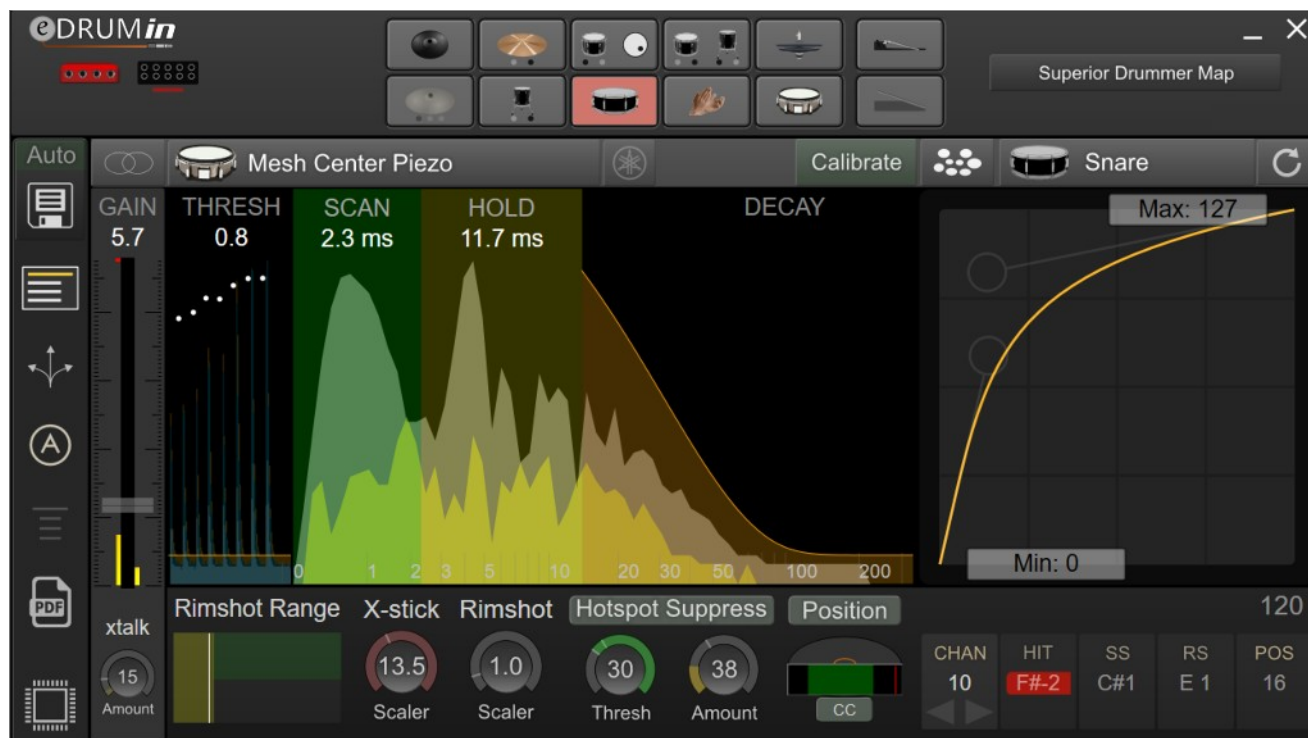 eDRUMin
Superior Drummer Map
Auto
Mesh Center Piezo
Calibrate
Snare
GAIN
5.7
THRESH
0.8
SCAN
2.3 ms
HOLD
11.7 ms
DECAY
0 1 2 3 5 10 20 30 50 100 200
Max: 127
Min: 0
A
PDF
xtalk
15
Amount
Rimshot Range
X-stick
13.5
Scaler
Rimshot
1.0
Scaler
Hotspot Suppress
30
Thresh
38
Amount
Position
CC
120
CHAN HIT SS RS POS
10 F#-2 C#1 E 1 16